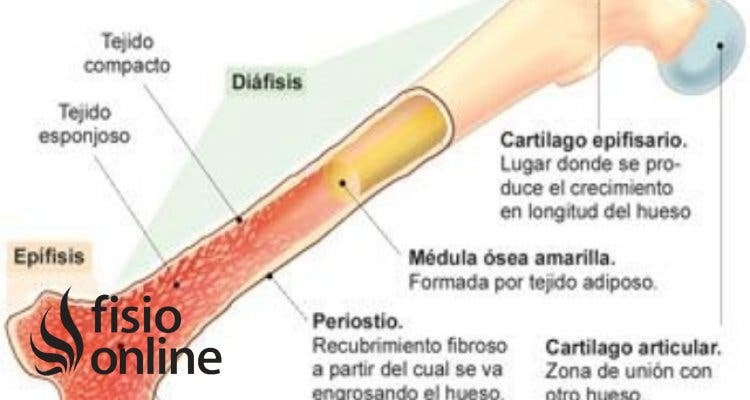 Tejido
compacto
Diáfisis
Tejido
esponjoso
Cartilago epifisario.
Lugar donde se pro-
duce el crecimiento
en longitud del hueso
Epífisis
Médula ósea amarilla.
Formada por tejido adiposo.
fisio
online
Periostio.
Recubrimiento fibroso
a partir del cual se va
engrosando el hueso.
Cartilago articular.
Zona de unión con
otro hueso